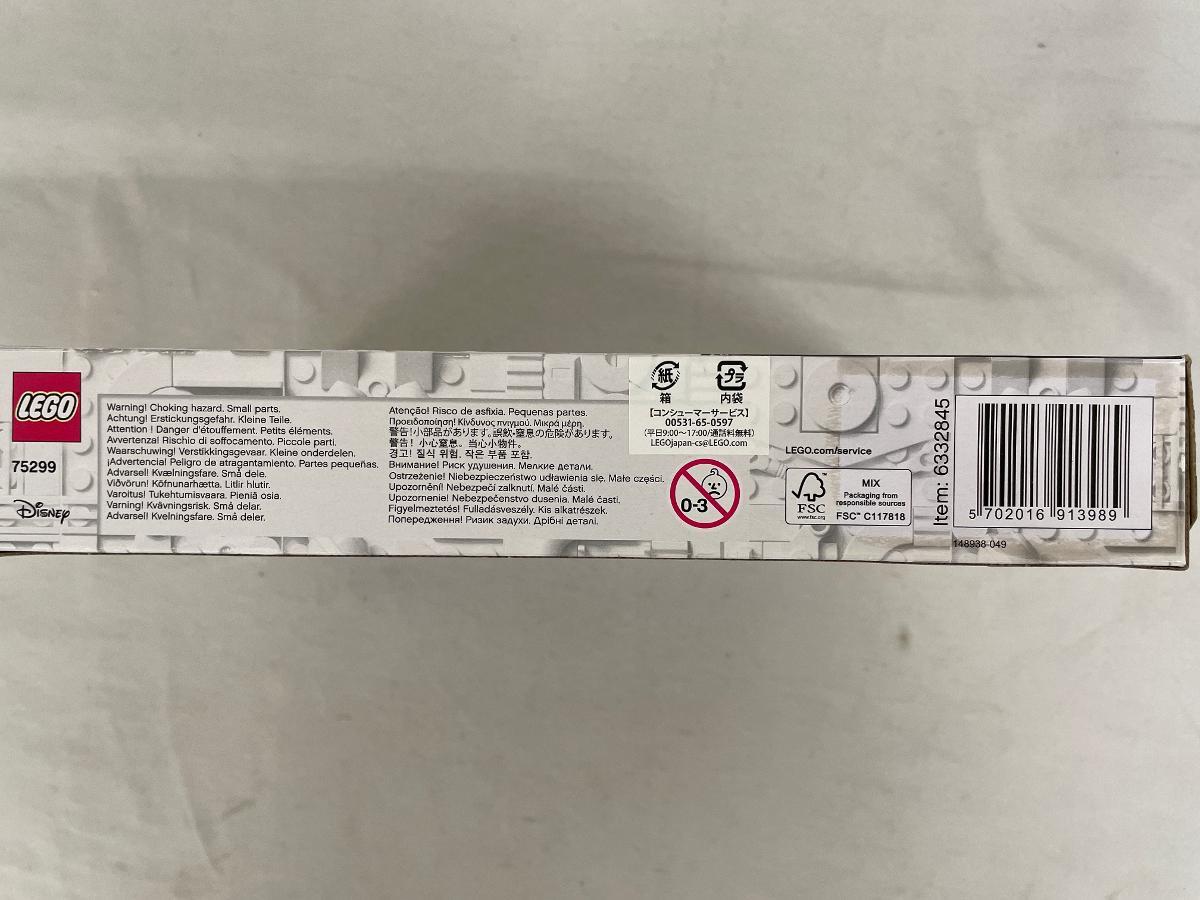 LEGO
75299
Disney
Warning! Choking hazard. Small parts.
Achtung! Erstickungsgefahr. Kleine Teile.
Attention ! Danger d'étouffement. Petits éléments.
Avvertenza! Rischio di soffocamento. Piccole parti.
Waarschuwing! Verstikkingsgevaar. Kleine onderdelen.
¡Advertencia! Peligro de atragantamiento. Partes pequeñas.
Advarsel! Kvælningsfare. Små dele.
Viðvörun! Köfnunarhætta. Litlir hlutir.
Varoitus! Tukehtumisvaara. Pieniä osia.
Varning! Kvävningsrisk. Små delar.
Advarsel! Kvelningsfare. Små deler.
Atenção! Risco de asfixia. Pequenas partes.
Προειδοποίηση! Κίνδυνος πνιγμού. Μικρά μέρη.
警告!小部品があります。誤飲・窒息の危険があります。
警告! 小心窒息. 当心小物件。
경고! 질식 위험. 작은 부품 포함.
Внимание! Риск удушения. Мелкие детали.
Ostrzeżenie! Niebezpieczeństwo udławienia się. Małe części.
Upozornění! Nebezpečí zalknutí. Malé části.
Upozornenie! Nebezpečenstvo dusenia. Malé časti.
Figyelmeztetés! Fulladásveszély. Kis alkatrészek.
Попередження! Ризик задухи. Дрібні деталі.
紙 プラ
箱 内袋
【コンシューマーサービス】
00531-65-0597
(平日9:00〜17:00/通話料無料)
LEGOjapan-cs@LEGO.com
0-3
LEGO.com/service
FSC
www.fsc.org
MIX
Packaging from
responsible sources
FSC™ C117818
Item: 6332845
5 702016 913989
148938-049